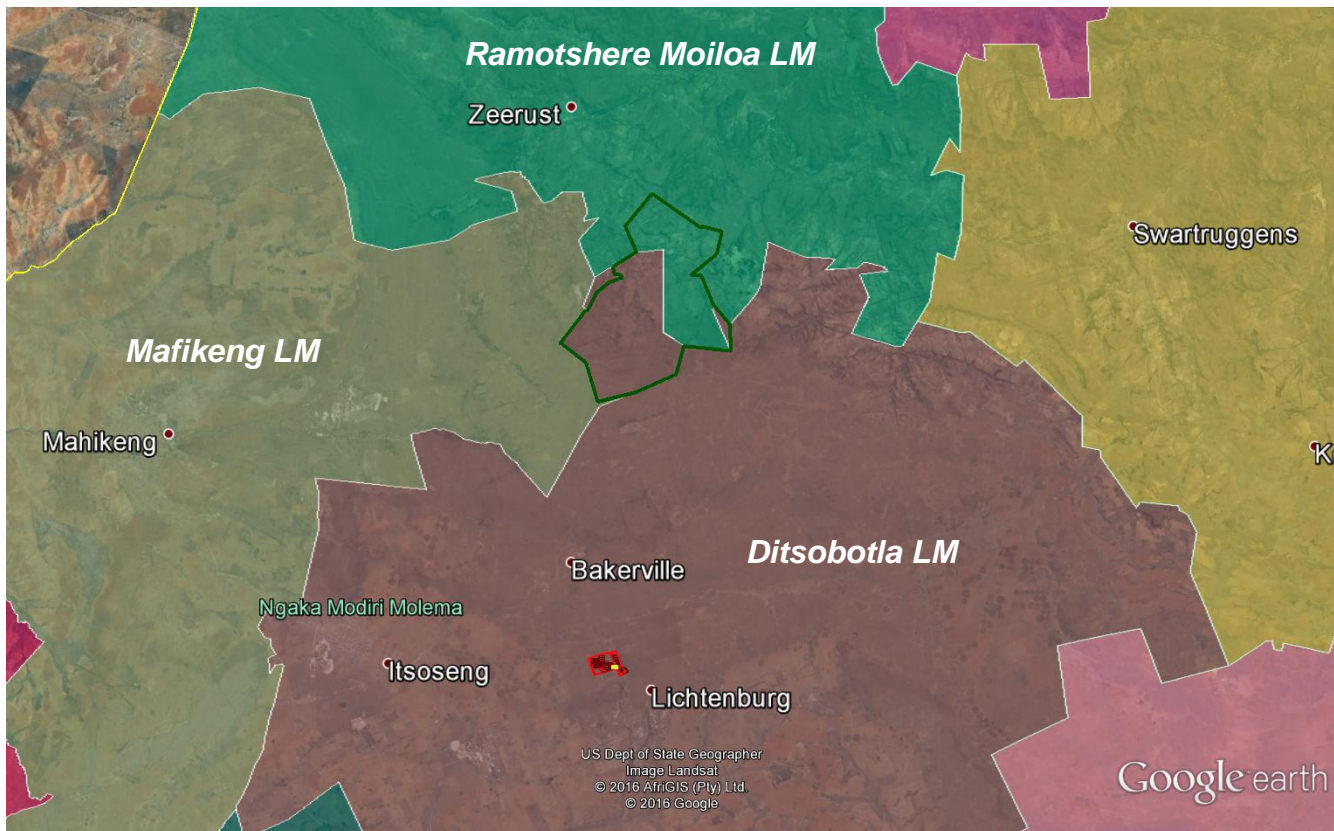 Ramotshere Moiloa LM
Zeerust
Swartruggens
Mafikeng LM
Mahikeng
Ditsobotla LM
Bakerville
Ngaka Modiri Molema
Itsoseng
Lichtenburg
US Dept of State Geographer
Image Landsat
© 2016 AfriGIS (Pty) Ltd.
© 2016 Google
Google earth